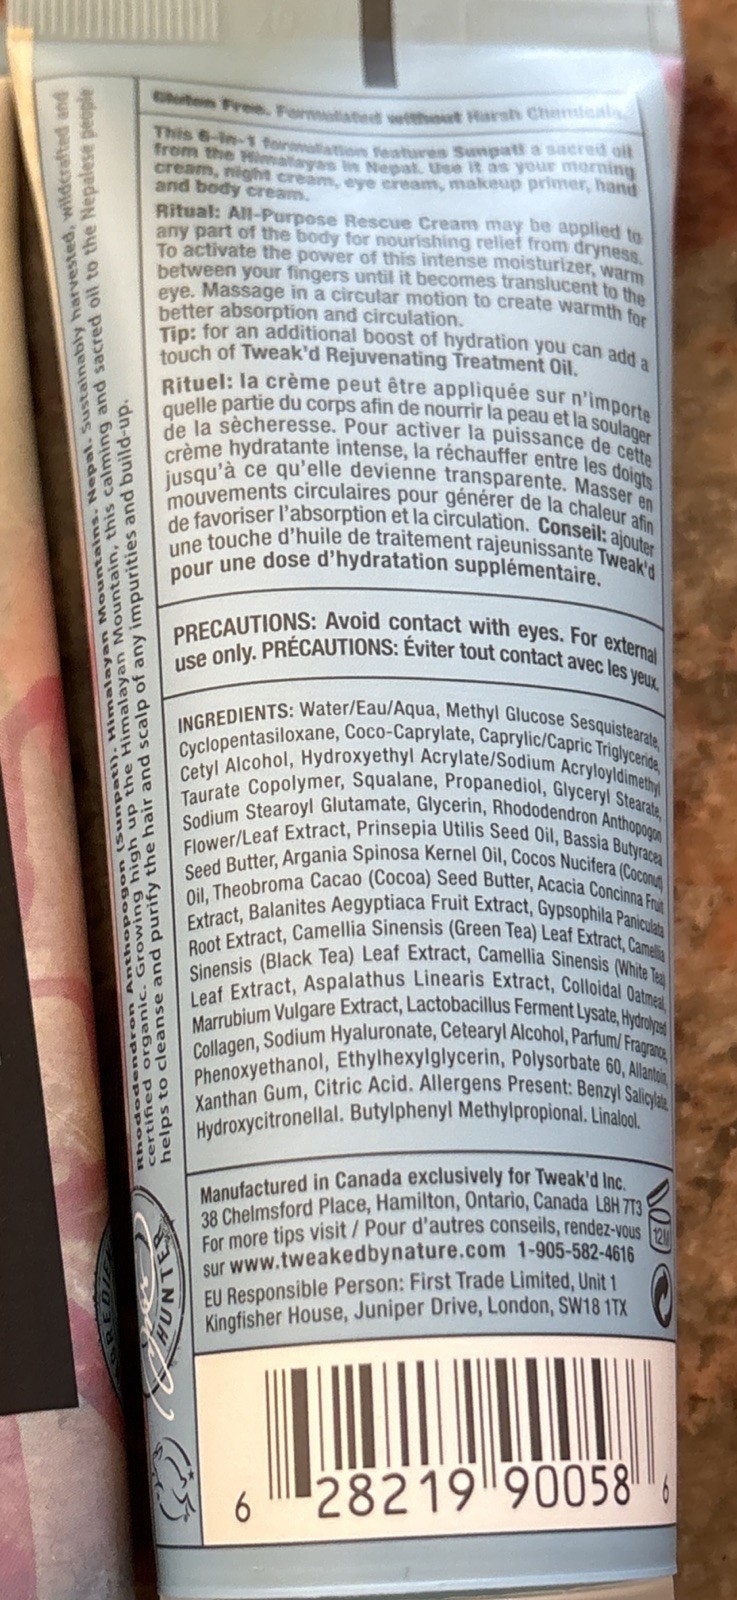 Gluten Free. Formulated without Harsh Chemicals.
This 6-in-1 formulation features Sunpati a sacred oil
from the Himalayas in Nepal. Use it as your morning
cream, night cream, eye cream, makeup primer, hand
and body cream.
Ritual: All-Purpose Rescue Cream may be applied to
any part of the body for nourishing relief from dryness.
To activate the power of this intense moisturizer, warm
between your fingers until it becomes translucent to the
eye. Massage in a circular motion to create warmth for
better absorption and circulation.
Tip: for an additional boost of hydration you can add a
touch of Tweak'd Rejuvenating Treatment Oil.
Rituel: la crème peut être appliquée sur n'importe
quelle partie du corps afin de nourrir la peau et la soulager
de la sècheresse. Pour activer la puissance de cette
crème hydratante intense, la réchauffer entre les doigts
jusqu'à ce qu'elle devienne transparente. Masser en
mouvements circulaires pour générer de la chaleur afin
de favoriser l'absorption et la circulation. Conseil: ajouter
une touche d'huile de traitement rajeunissante Tweak'd
pour une dose d'hydratation supplémentaire.
PRECAUTIONS: Avoid contact with eyes. For external
use only. PRÉCAUTIONS: Éviter tout contact avec les yeux.
INGREDIENTS: Water/Eau/Aqua, Methyl Glucose Sesquistearate,
Cyclopentasiloxane, Coco-Caprylate, Caprylic/Capric Triglyceride,
Cetyl Alcohol, Hydroxyethyl Acrylate/Sodium Acryloyldimethyl
Taurate Copolymer, Squalane, Propanediol, Glyceryl Stearate,
Sodium Stearoyl Glutamate, Glycerin, Rhododendron Anthopogon
Flower/Leaf Extract, Prinsepia Utilis Seed Oil, Bassia Butyracea
Seed Butter, Argania Spinosa Kernel Oil, Cocos Nucifera (Coconut)
Oil, Theobroma Cacao (Cocoa) Seed Butter, Acacia Concinna Fruit
Extract, Balanites Aegyptiaca Fruit Extract, Gypsophila Paniculata
Root Extract, Camellia Sinensis (Green Tea) Leaf Extract, Camellia
Sinensis (Black Tea) Leaf Extract, Camellia Sinensis (White Tea)
Leaf Extract, Aspalathus Linearis Extract, Colloidal Oatmeal,
Marrubium Vulgare Extract, Lactobacillus Ferment Lysate, Hydrolyzed
Collagen, Sodium Hyaluronate, Cetearyl Alcohol, Parfum/ Fragrance,
Phenoxyethanol, Ethylhexylglycerin, Polysorbate 60, Allantoin,
Xanthan Gum, Citric Acid. Allergens Present: Benzyl Salicylate.
Hydroxycitronellal. Butylphenyl Methylpropional. Linalool.
Manufactured in Canada exclusively for Tweak'd Inc.
38 Chelmsford Place, Hamilton, Ontario, Canada L8H 7T3
For more tips visit / Pour d'autres conseils, rendez-vous
sur www.tweakedbynature.com 1-905-582-4616
12M
EU Responsible Person: First Trade Limited, Unit 1
Kingfisher House, Juniper Drive, London, SW18 1TX
6 28219 90058 6
Rhododendron Anthopogon (Sunpati). Himalayan Mountains. Nepal. Sustainably harvested, wildcrafted and
certified organic. Growing high up the Himalayan Mountain, this calming and sacred oil to the Nepalese people
helps to cleanse and purify the hair and scalp of any impurities and build-up.
HUNTER